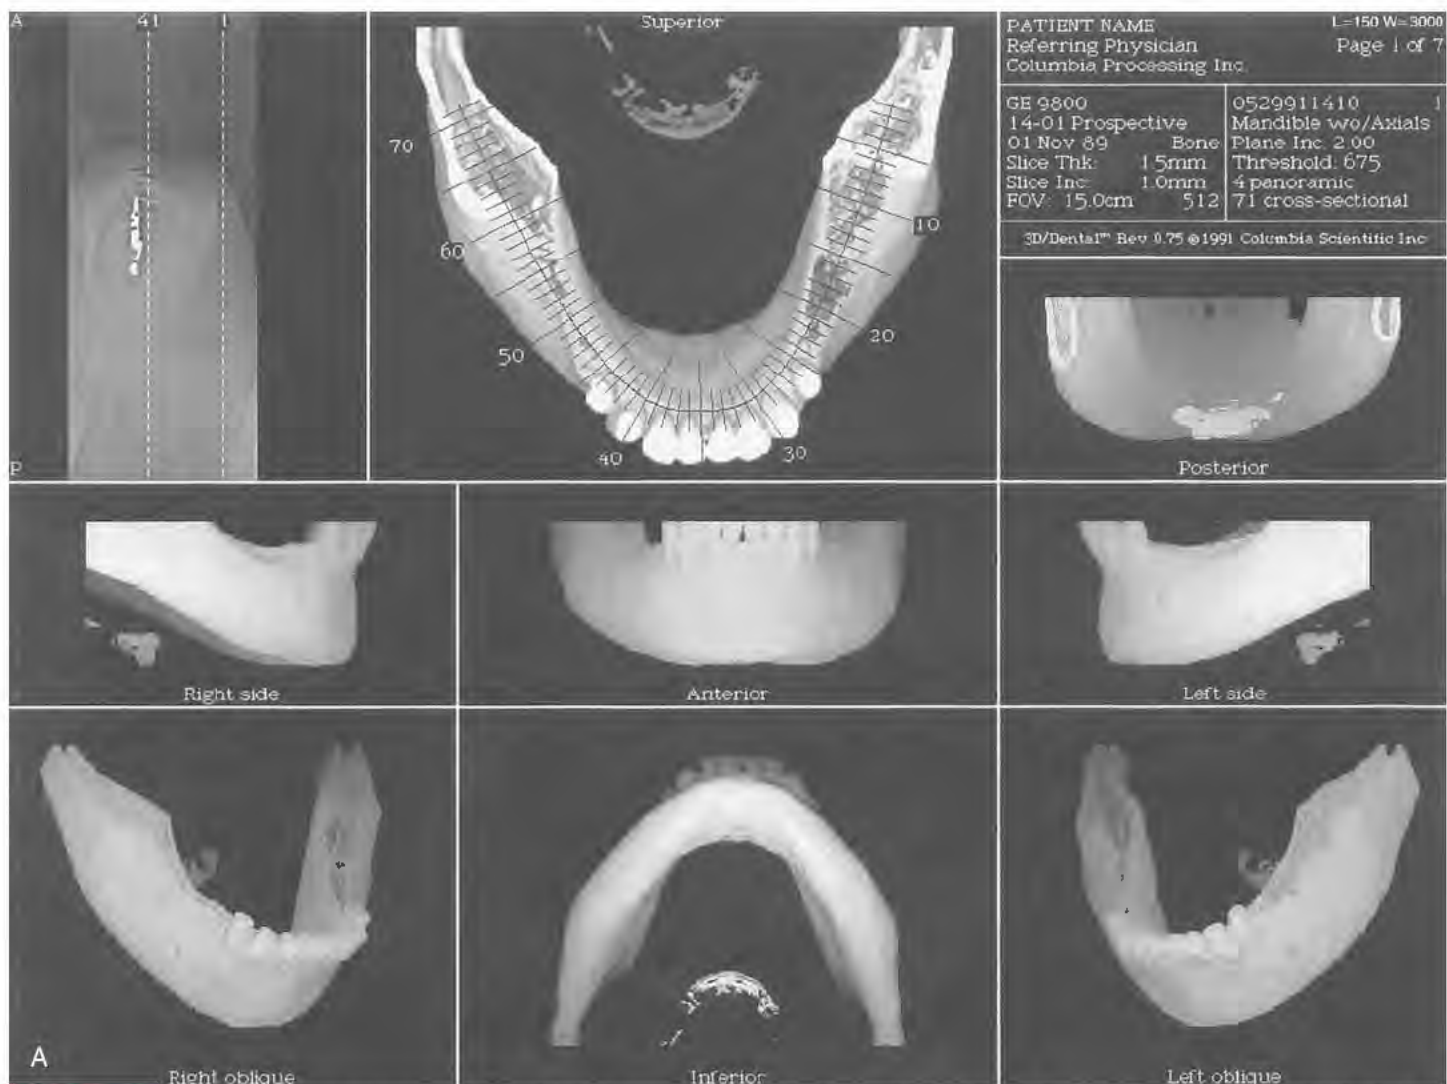 A
41
1
P
Superior
70
60
50
40
30
20
10
PATIENT NAME
L=150 W=3000
Referring Physician
Page 1 of 7
Columbia Processing Inc.
GE 9800
14-01 Prospective
01 Nov 89 Bone
Slice Thk: 1.5mm
Slice Inc: 1.0mm
FOV: 15.0cm 512
0529911410 1
Mandible wo/Axials
Plane Inc. 2.00
Threshold: 675
4 panoramic
71 cross-sectional
3D/Dental™ Rev 0.75 ©1991 Columbia Scientific Inc
Posterior
Right side
Anterior
Left side
A
Right oblique
Inferior
Left oblique